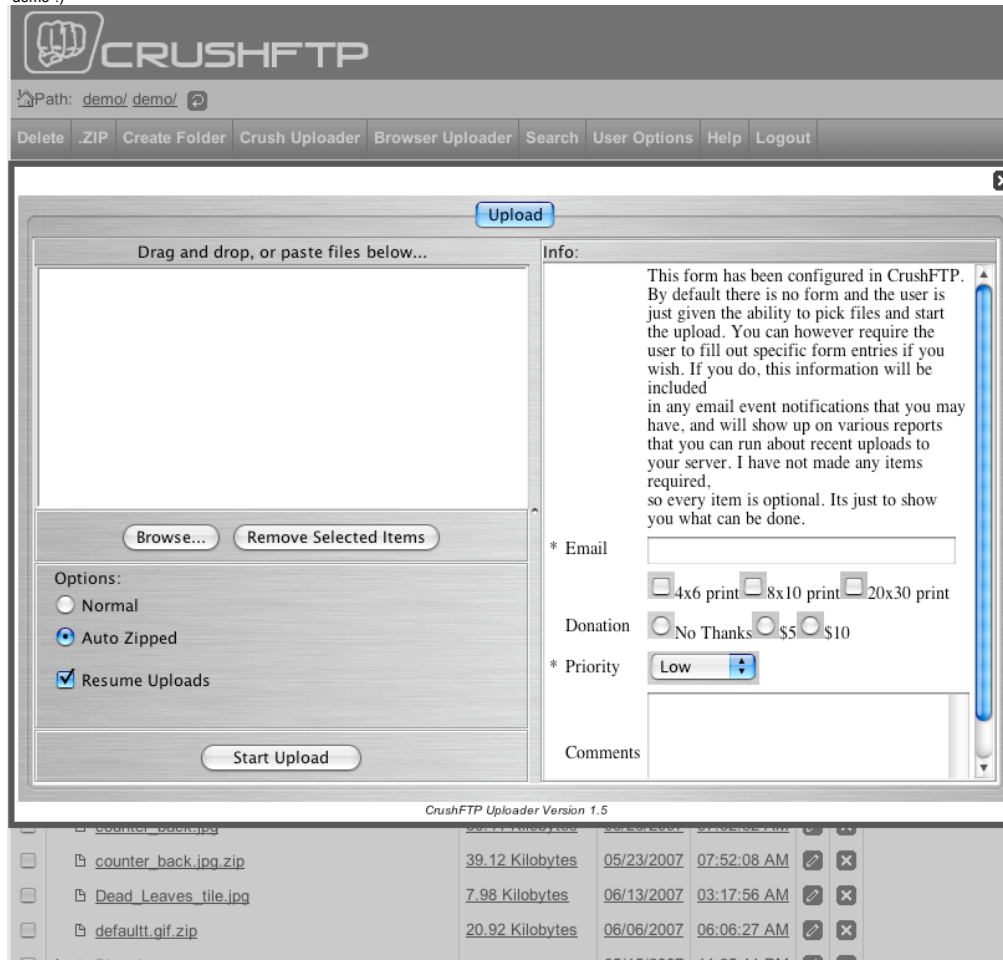 CRUSHFTP
Path: demo/ demo/
Delete .ZIP Create Folder Crush Uploader Browser Uploader Search User Options Help Logout
Upload
Drag and drop, or paste files below...
Browse... Remove Selected Items
Options:
Normal
Auto Zipped
Resume Uploads
Start Upload
Info:
This form has been configured in CrushFTP.
By default there is no form and the user is
just given the ability to pick files and start
the upload. You can however require the
user to fill out specific form entries if you
wish. If you do, this information will be
included
in any email event notifications that you may
have, and will show up on various reports
that you can run about recent uploads to
your server. I have not made any items
required,
so every item is optional. Its just to show
you what can be done.
* Email
4x6 print 8x10 print 20x30 print
Donation No Thanks $5 $10
* Priority Low
Comments
CrushFTP Uploader Version 1.5
counter_back.jpg
counter_back.jpg.zip 39.12 Kilobytes 05/23/2007 07:52:08 AM
Dead_Leaves_tile.jpg 7.98 Kilobytes 06/13/2007 03:17:56 AM
defaultt.gif.zip 20.92 Kilobytes 06/06/2007 06:06:27 AM